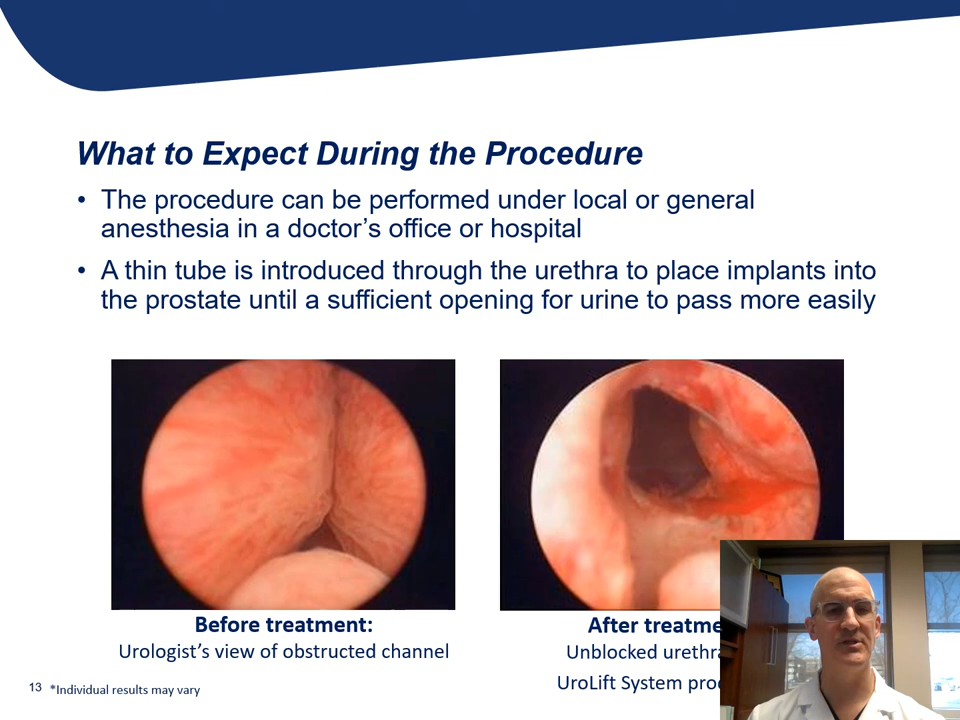 What to Expect During the Procedure
• The procedure can be performed under local or general
anesthesia in a doctor's office or hospital
• A thin tube is introduced through the urethra to place implants into
the prostate until a sufficient opening for urine to pass more easily
Before treatment:
Urologist's view of obstructed channel
After
Unblocked
UroLift System
13 *Individual results may vary